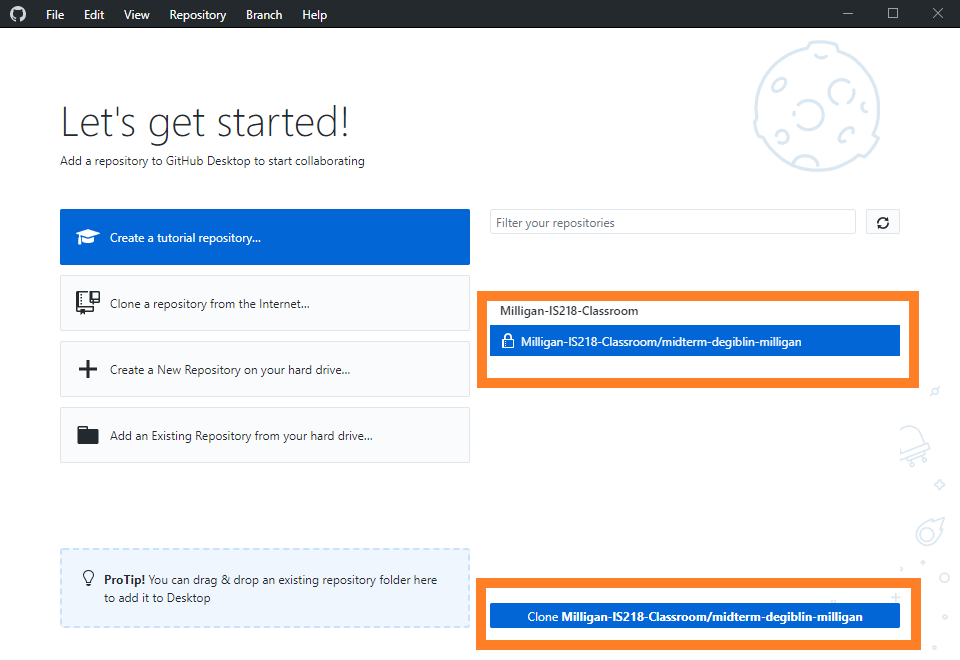 File Edit View Repository Branch Help
Let's get started!
Add a repository to GitHub Desktop to start collaborating
Create a tutorial repository...
Clone a repository from the Internet...
Create a New Repository on your hard drive...
Add an Existing Repository from your hard drive...
ProTip! You can drag & drop an existing repository folder here
to add it to Desktop
Filter your repositories
Milligan-IS218-Classroom
Milligan-IS218-Classroom/midterm-degiblin-milligan
Clone Milligan-IS218-Classroom/midterm-degiblin-milligan